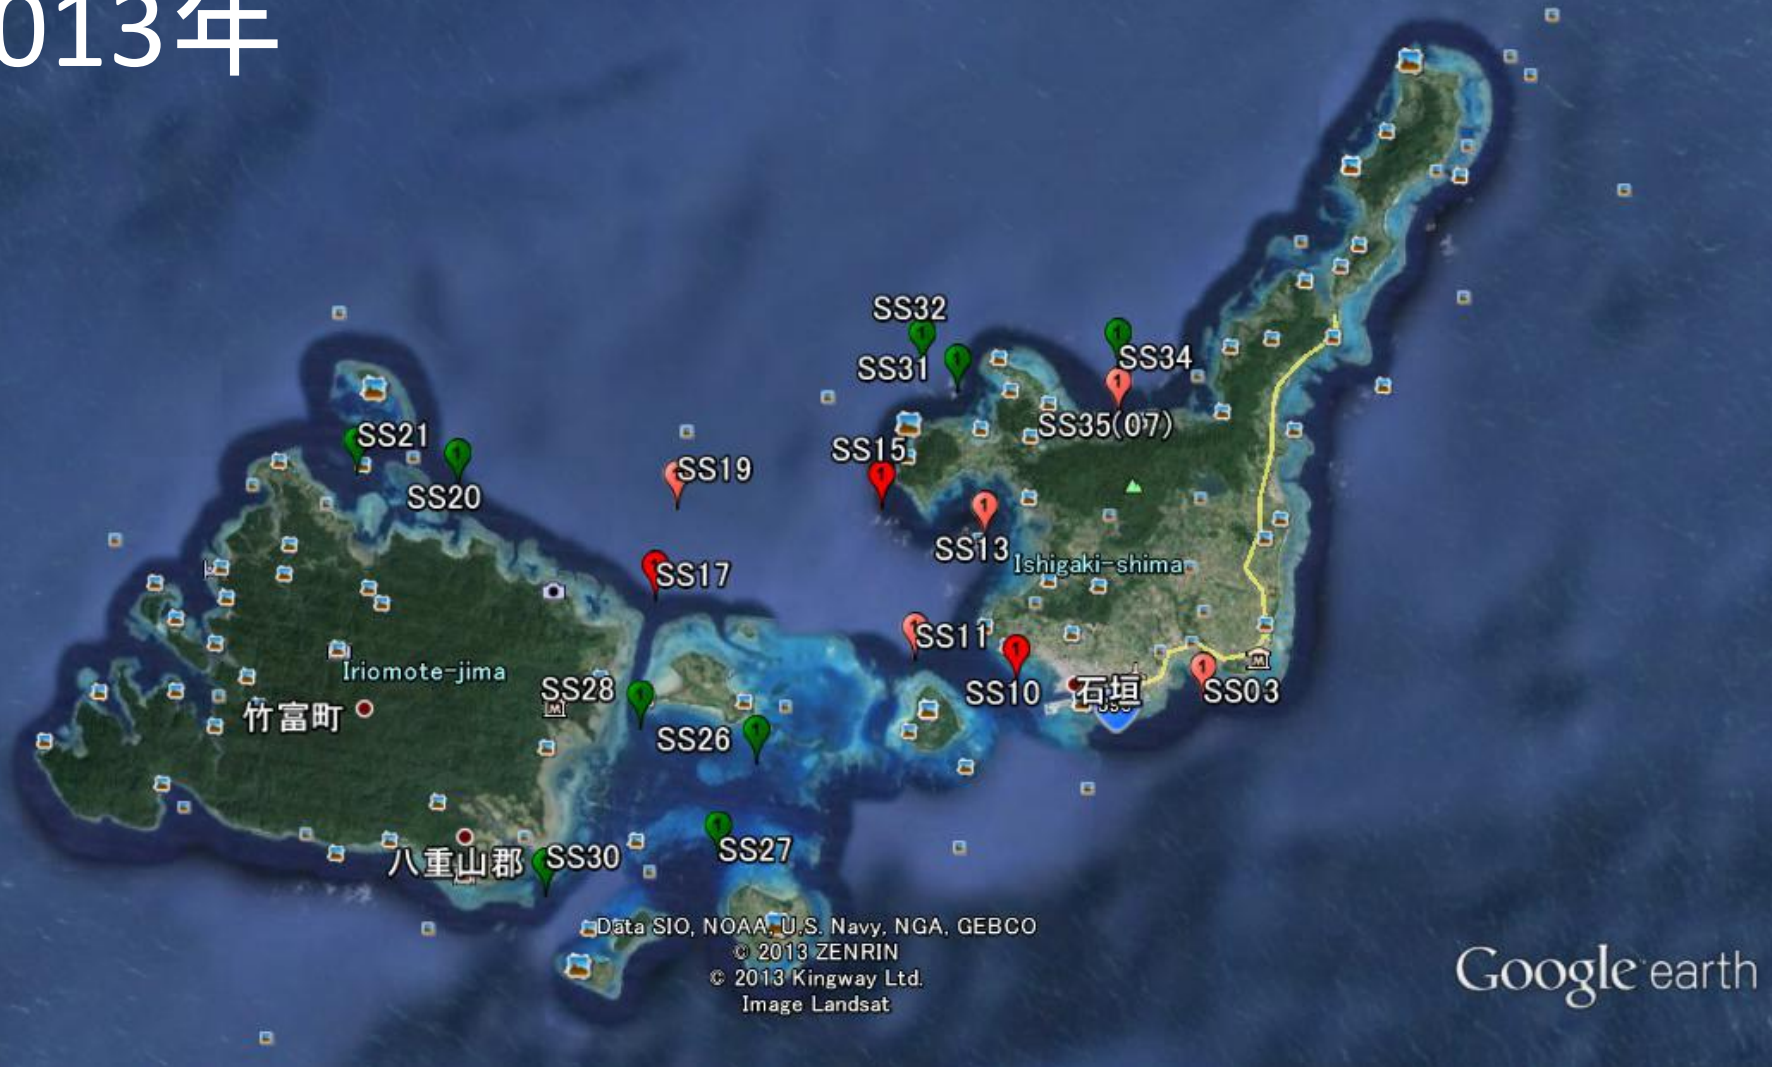 013年
SS32
SS31
SS34
SS35(07)
SS21
SS15
SS19
SS20
SS13
Ishigaki-shima
SS17
SS11
Iriomote-jima
SS28
SS10
石垣
SS03
竹富町
SS26
SS27
八重山郡
SS30
Data SIO, NOAA, U.S. Navy, NGA, GEBCO
© 2013 ZENRIN
© 2013 Kingway Ltd.
Image Landsat
Google earth